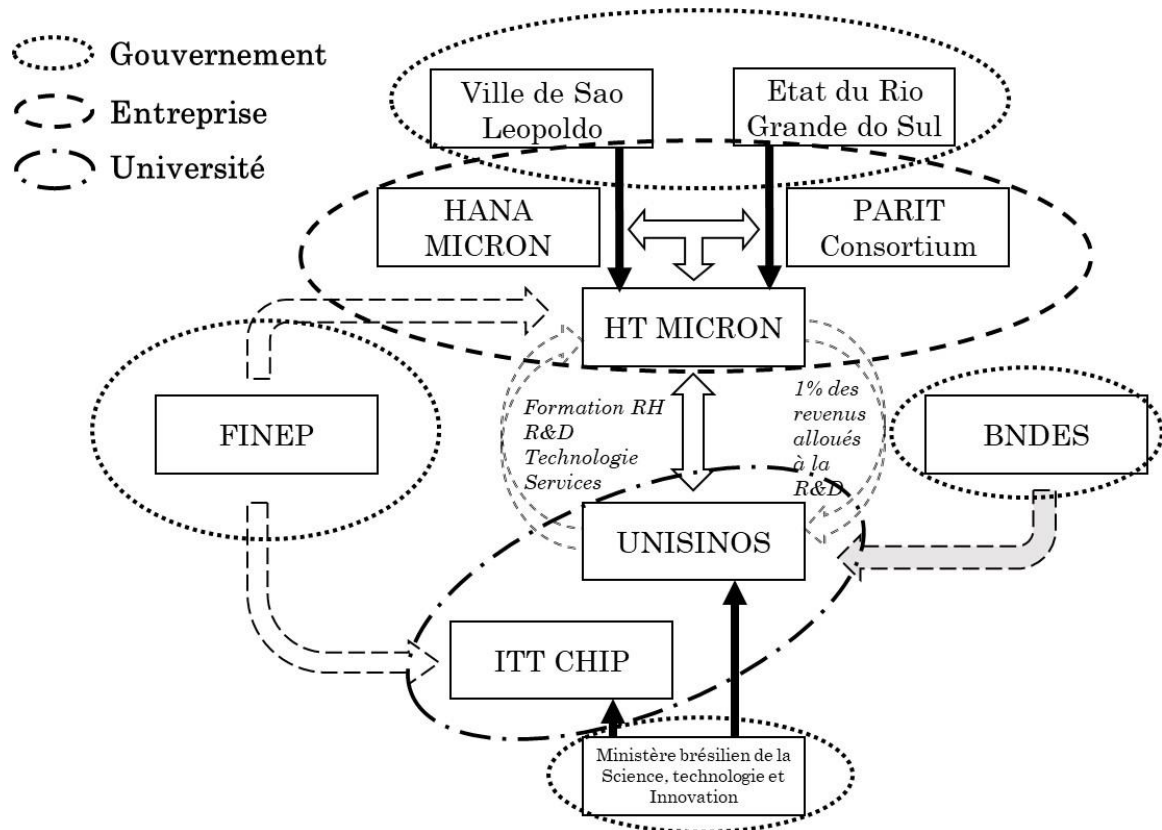 Gouvernement
Entreprise
Université
Ville de Sao
Leopoldo
Etat du Rio
Grande do Sul
HANA
MICRON
PARIT
Consortium
HT MICRON
FINEP
Formation RH
R&D
Technologie
Services
1% des
revenus
alloués
à la
R&D
BNDES
UNISINOS
ITT CHIP
Ministère brésilien de la
Science, technologie et
Innovation